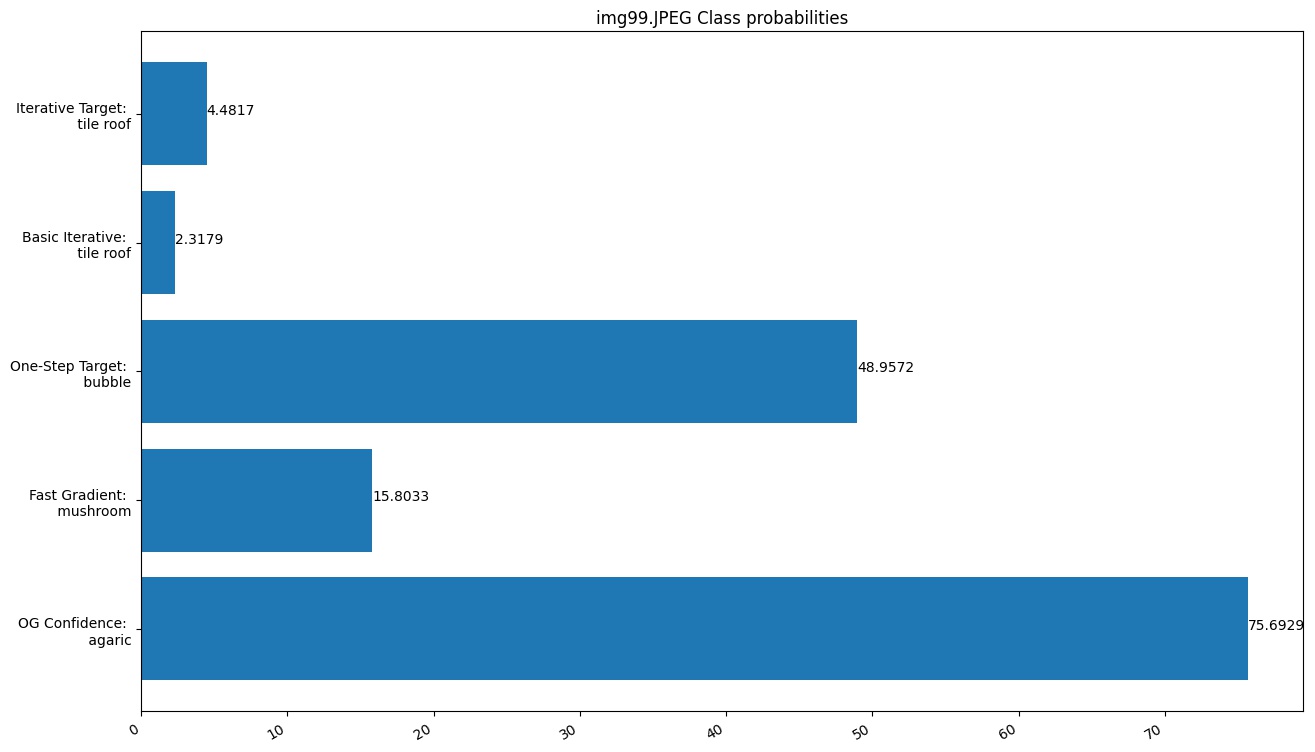 img99.JPEG Class probabilities
Iterative Target:
tile roof
4.4817
Basic Iterative:
tile roof
2.3179
One-Step Target:
bubble
48.9572
Fast Gradient:
mushroom
15.8033
OG Confidence:
agaric
75.6929
0
10
20
30
40
50
60
70